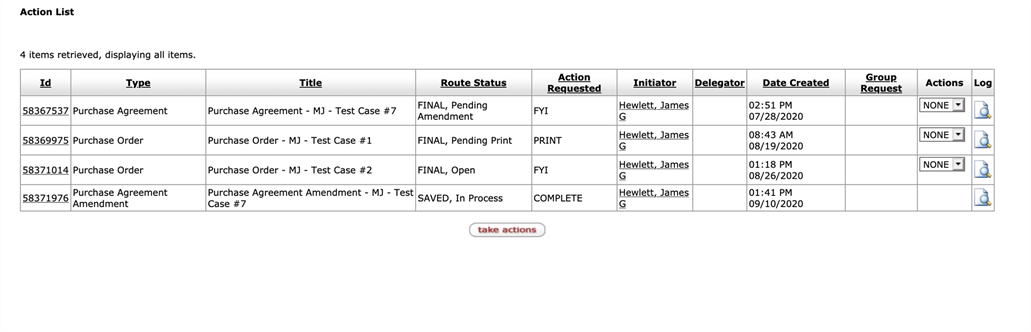 Action List
4 items retrieved, displaying all items.
Id Type Title Route Status Action Requested Initiator Delegator Date Created Group Request Actions Log
58367537 Purchase Agreement Purchase Agreement - MJ - Test Case #7 FINAL, Pending Amendment FYI Hewlett, James G 02:51 PM 07/28/2020 NONE
58369975 Purchase Order Purchase Order - MJ - Test Case #1 FINAL, Pending Print PRINT Hewlett, James G 08:43 AM 08/19/2020 NONE
58371014 Purchase Order Purchase Order - MJ - Test Case #2 FINAL, Open FYI Hewlett, James G 01:18 PM 08/26/2020 NONE
58371976 Purchase Agreement Amendment Purchase Agreement Amendment - MJ - Test Case #7 SAVED, In Process COMPLETE Hewlett, James G 01:41 PM 09/10/2020
take actions